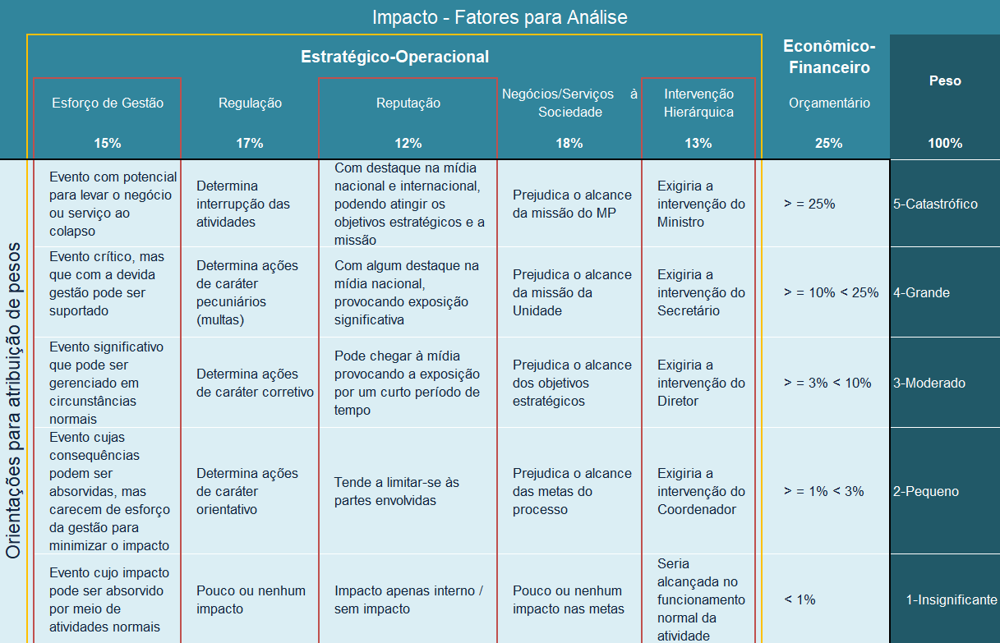 Impacto - Fatores para Análise
Estratégico-Operacional
Econômico-
Financeiro
Peso
Esforço de Gestão
Regulação
Reputação
Negócios/Serviços à
Sociedade
Intervenção
Hierárquica
Orçamentário
15%
17%
12%
18%
13%
25%
100%
Orientações para atribuição de pesos
Evento com potencial
para levar o negócio
ou serviço ao
colapso
Determina
interrupção das
atividades
Com destaque na mídia
nacional e internacional,
podendo atingir os
objetivos estratégicos e a
missão
Prejudica o alcance
da missão do MP
Exigiria a
intervenção do
Ministro
> = 25%
5-Catastrófico
Evento crítico, mas
que com a devida
gestão pode ser
suportado
Determina ações
de caráter
pecuniários
(multas)
Com algum destaque na
mídia nacional,
provocando exposição
significativa
Prejudica o alcance
da missão da
Unidade
Exigiria a
intervenção do
Secretário
> = 10% < 25%
4-Grande
Evento significativo
que pode ser
gerenciado em
circunstâncias
normais
Determina ações
de caráter corretivo
Pode chegar à mídia
provocando a exposição
por um curto período de
tempo
Prejudica o alcance
dos objetivos
estratégicos
Exigiria a
intervenção do
Diretor
> = 3% < 10%
3-Moderado
Evento cujas
consequências
podem ser
absorvidas, mas
carecem de esforço
da gestão para
minimizar o impacto
Determina ações
de caráter
orientativo
Tende a limitar-se às
partes envolvidas
Prejudica o alcance
das metas do
processo
Exigiria a
intervenção do
Coordenador
> = 1% < 3%
2-Pequeno
Evento cujo impacto
pode ser absorvido
por meio de
atividades normais
Pouco ou nenhum
impacto
Impacto apenas interno /
sem impacto
Pouco ou nenhum
impacto nas metas
Seria
alcançada no
funcionamento
normal da
atividade
< 1%
1-Insignificante